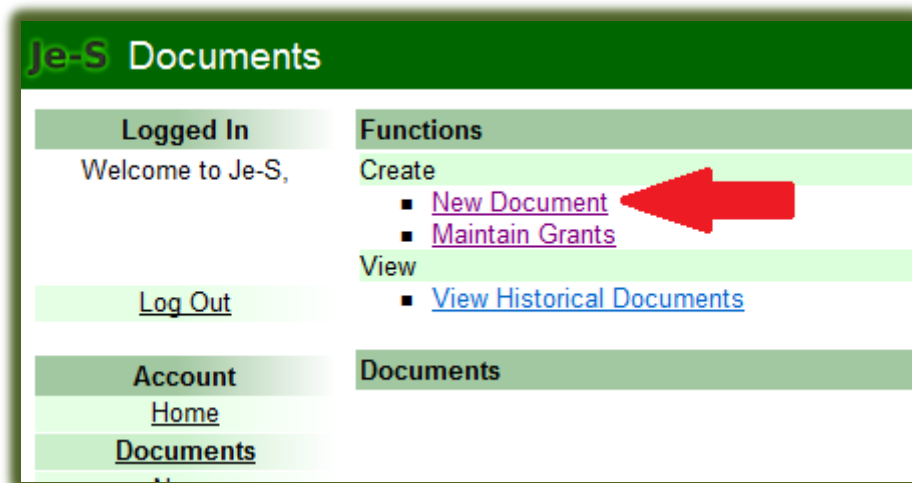 Je-S Documents
Logged In
Welcome to Je-S,
Log Out
Account
Home
Documents
Functions
Create
New Document
Maintain Grants
View
View Historical Documents
Documents